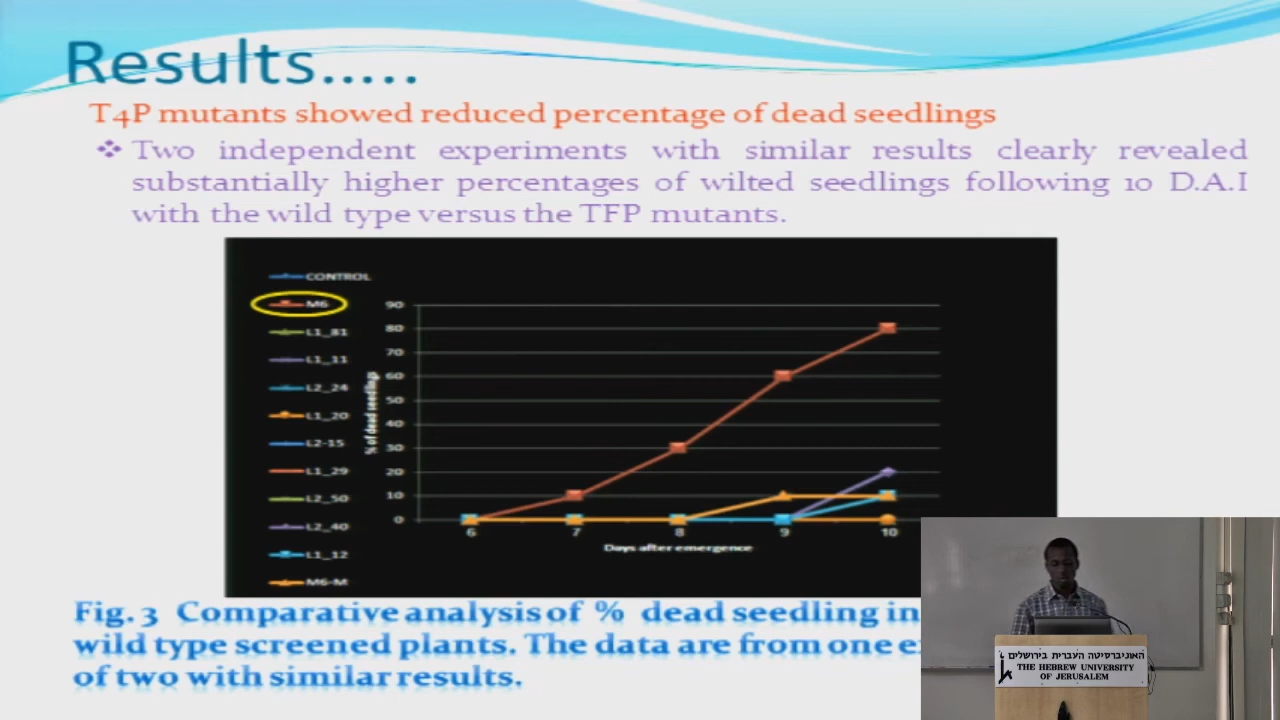 Results.....
T4P mutants showed reduced percentage of dead seedlings
❖ Two independent experiments with similar results clearly revealed
substantially higher percentages of wilted seedlings following 10 D.A.I
with the wild type versus the TFP mutants.
CONTROL
M6
L1_81
L1_11
L2_24
L1_20
L2-15
L1_29
L2_50
L2_40
L1_12
M6-M
% of dead seedlings
90
80
70
60
50
40
30
20
10
0
6 7 8 9 10
Days after emergence
Fig. 3 Comparative analysis of % dead seedling in
wild type screened plants. The data are from one
of two with similar results.
האוניברסיטה העברית בירושלים
THE HEBREW UNIVERSITY
OF JERUSALEM